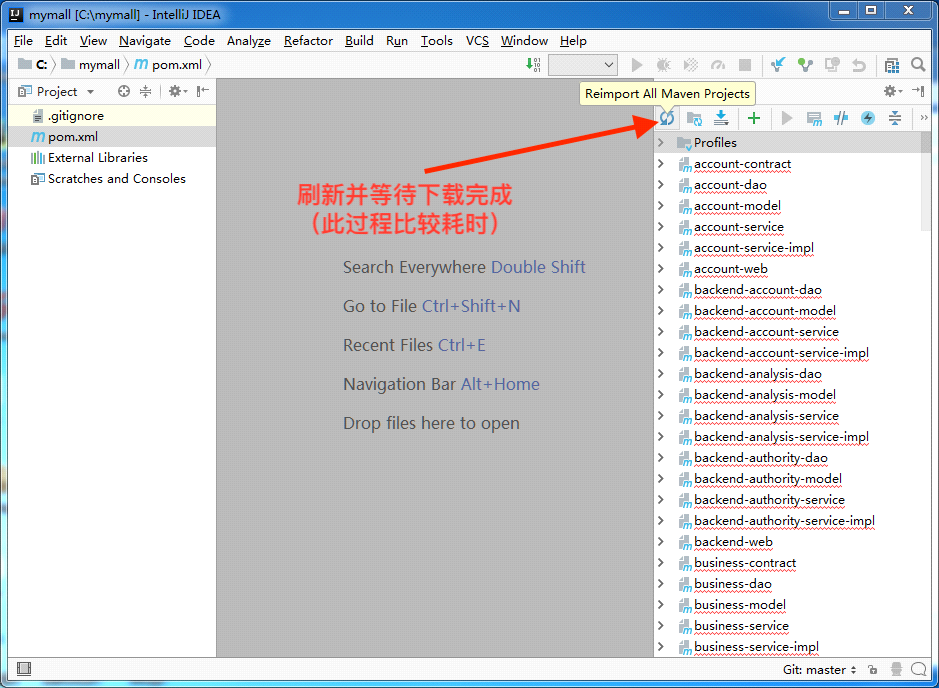 mymall [C:\mymall] - IntelliJ IDEA
File Edit View Navigate Code Analyze Refactor Build Run Tools VCS Window Help
C: mymall pom.xml
Project
Reimport All Maven Projects
.gitignore
pom.xml
External Libraries
Scratches and Consoles
刷新并等待下载完成
（此过程比较耗时）
Search Everywhere Double Shift
Go to File Ctrl+Shift+N
Recent Files Ctrl+E
Navigation Bar Alt+Home
Drop files here to open
Profiles
account-contract
account-dao
account-model
account-service
account-service-impl
account-web
backend-account-dao
backend-account-model
backend-account-service
backend-account-service-impl
backend-analysis-dao
backend-analysis-model
backend-analysis-service
backend-analysis-service-impl
backend-authority-dao
backend-authority-model
backend-authority-service
backend-authority-service-impl
backend-web
business-contract
business-dao
business-model
business-service
business-service-impl
Git: master